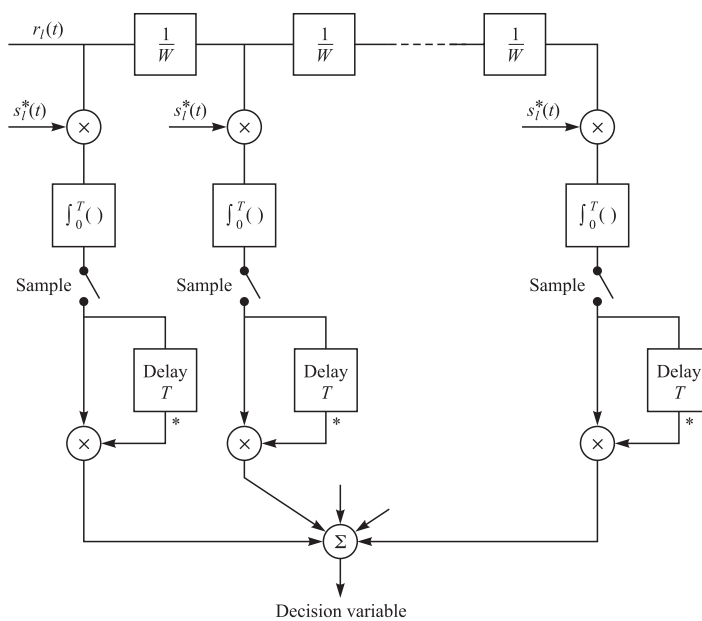 r_l(t) 1/W 1/W 1/W
s_l^*(t) × s_l^*(t) × s_l^*(t) ×
∫_0^T( ) ∫_0^T( ) ∫_0^T( )
Sample Sample Sample
Delay T Delay T Delay T
* * *
× × ×
Σ
Decision variable